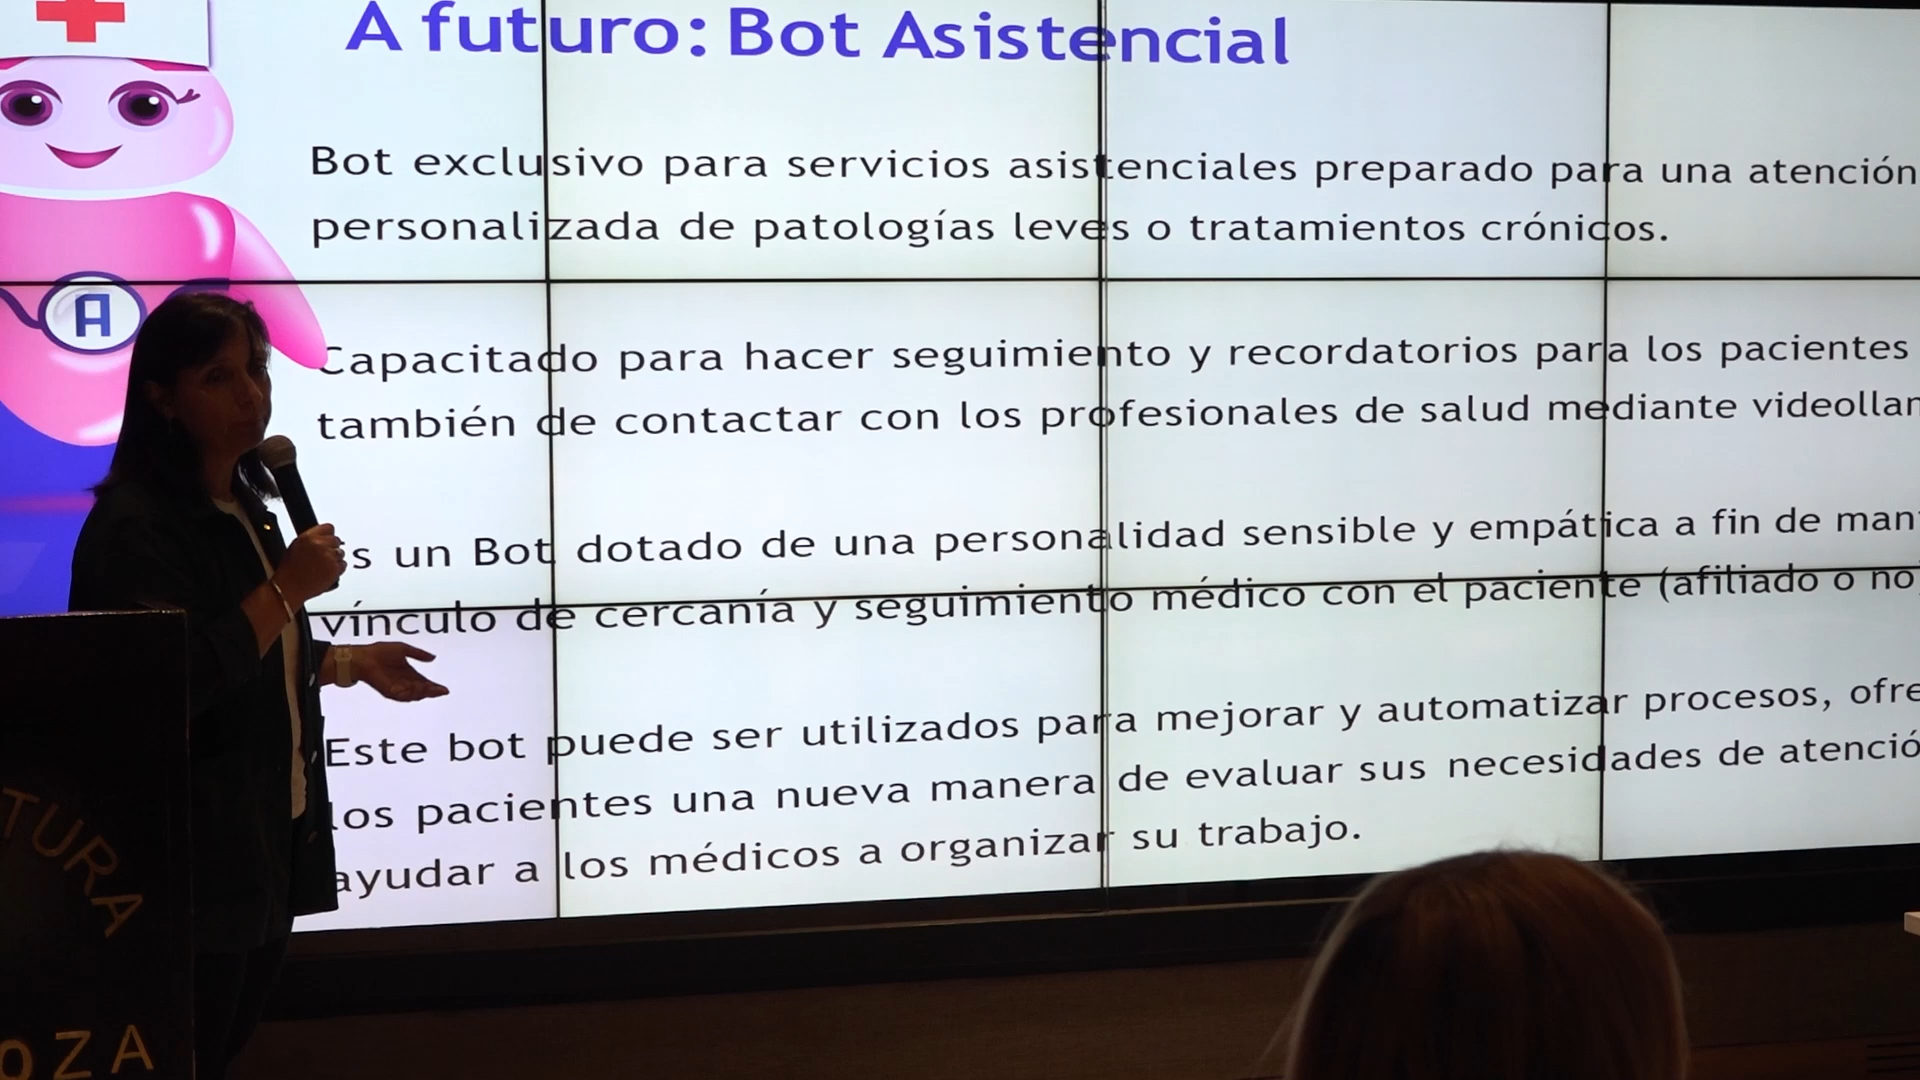 A futuro: Bot Asistencial
Bot exclusivo para servicios asistenciales preparado para una atención
personalizada de patologías leves o tratamientos crónicos.
A
Capacitado para hacer seguimiento y recordatorios para los pacientes
también de contactar con los profesionales de salud mediante videollam
s un Bot dotado de una personalidad sensible y empática a fin de man
vínculo de cercanía y seguimiento médico con el paciente (afiliado o no
Este bot puede ser utilizados para mejorar y automatizar procesos, ofre
los pacientes una nueva manera de evaluar sus necesidades de atenció
ayudar a los médicos a organizar su trabajo.
TURA
OZA